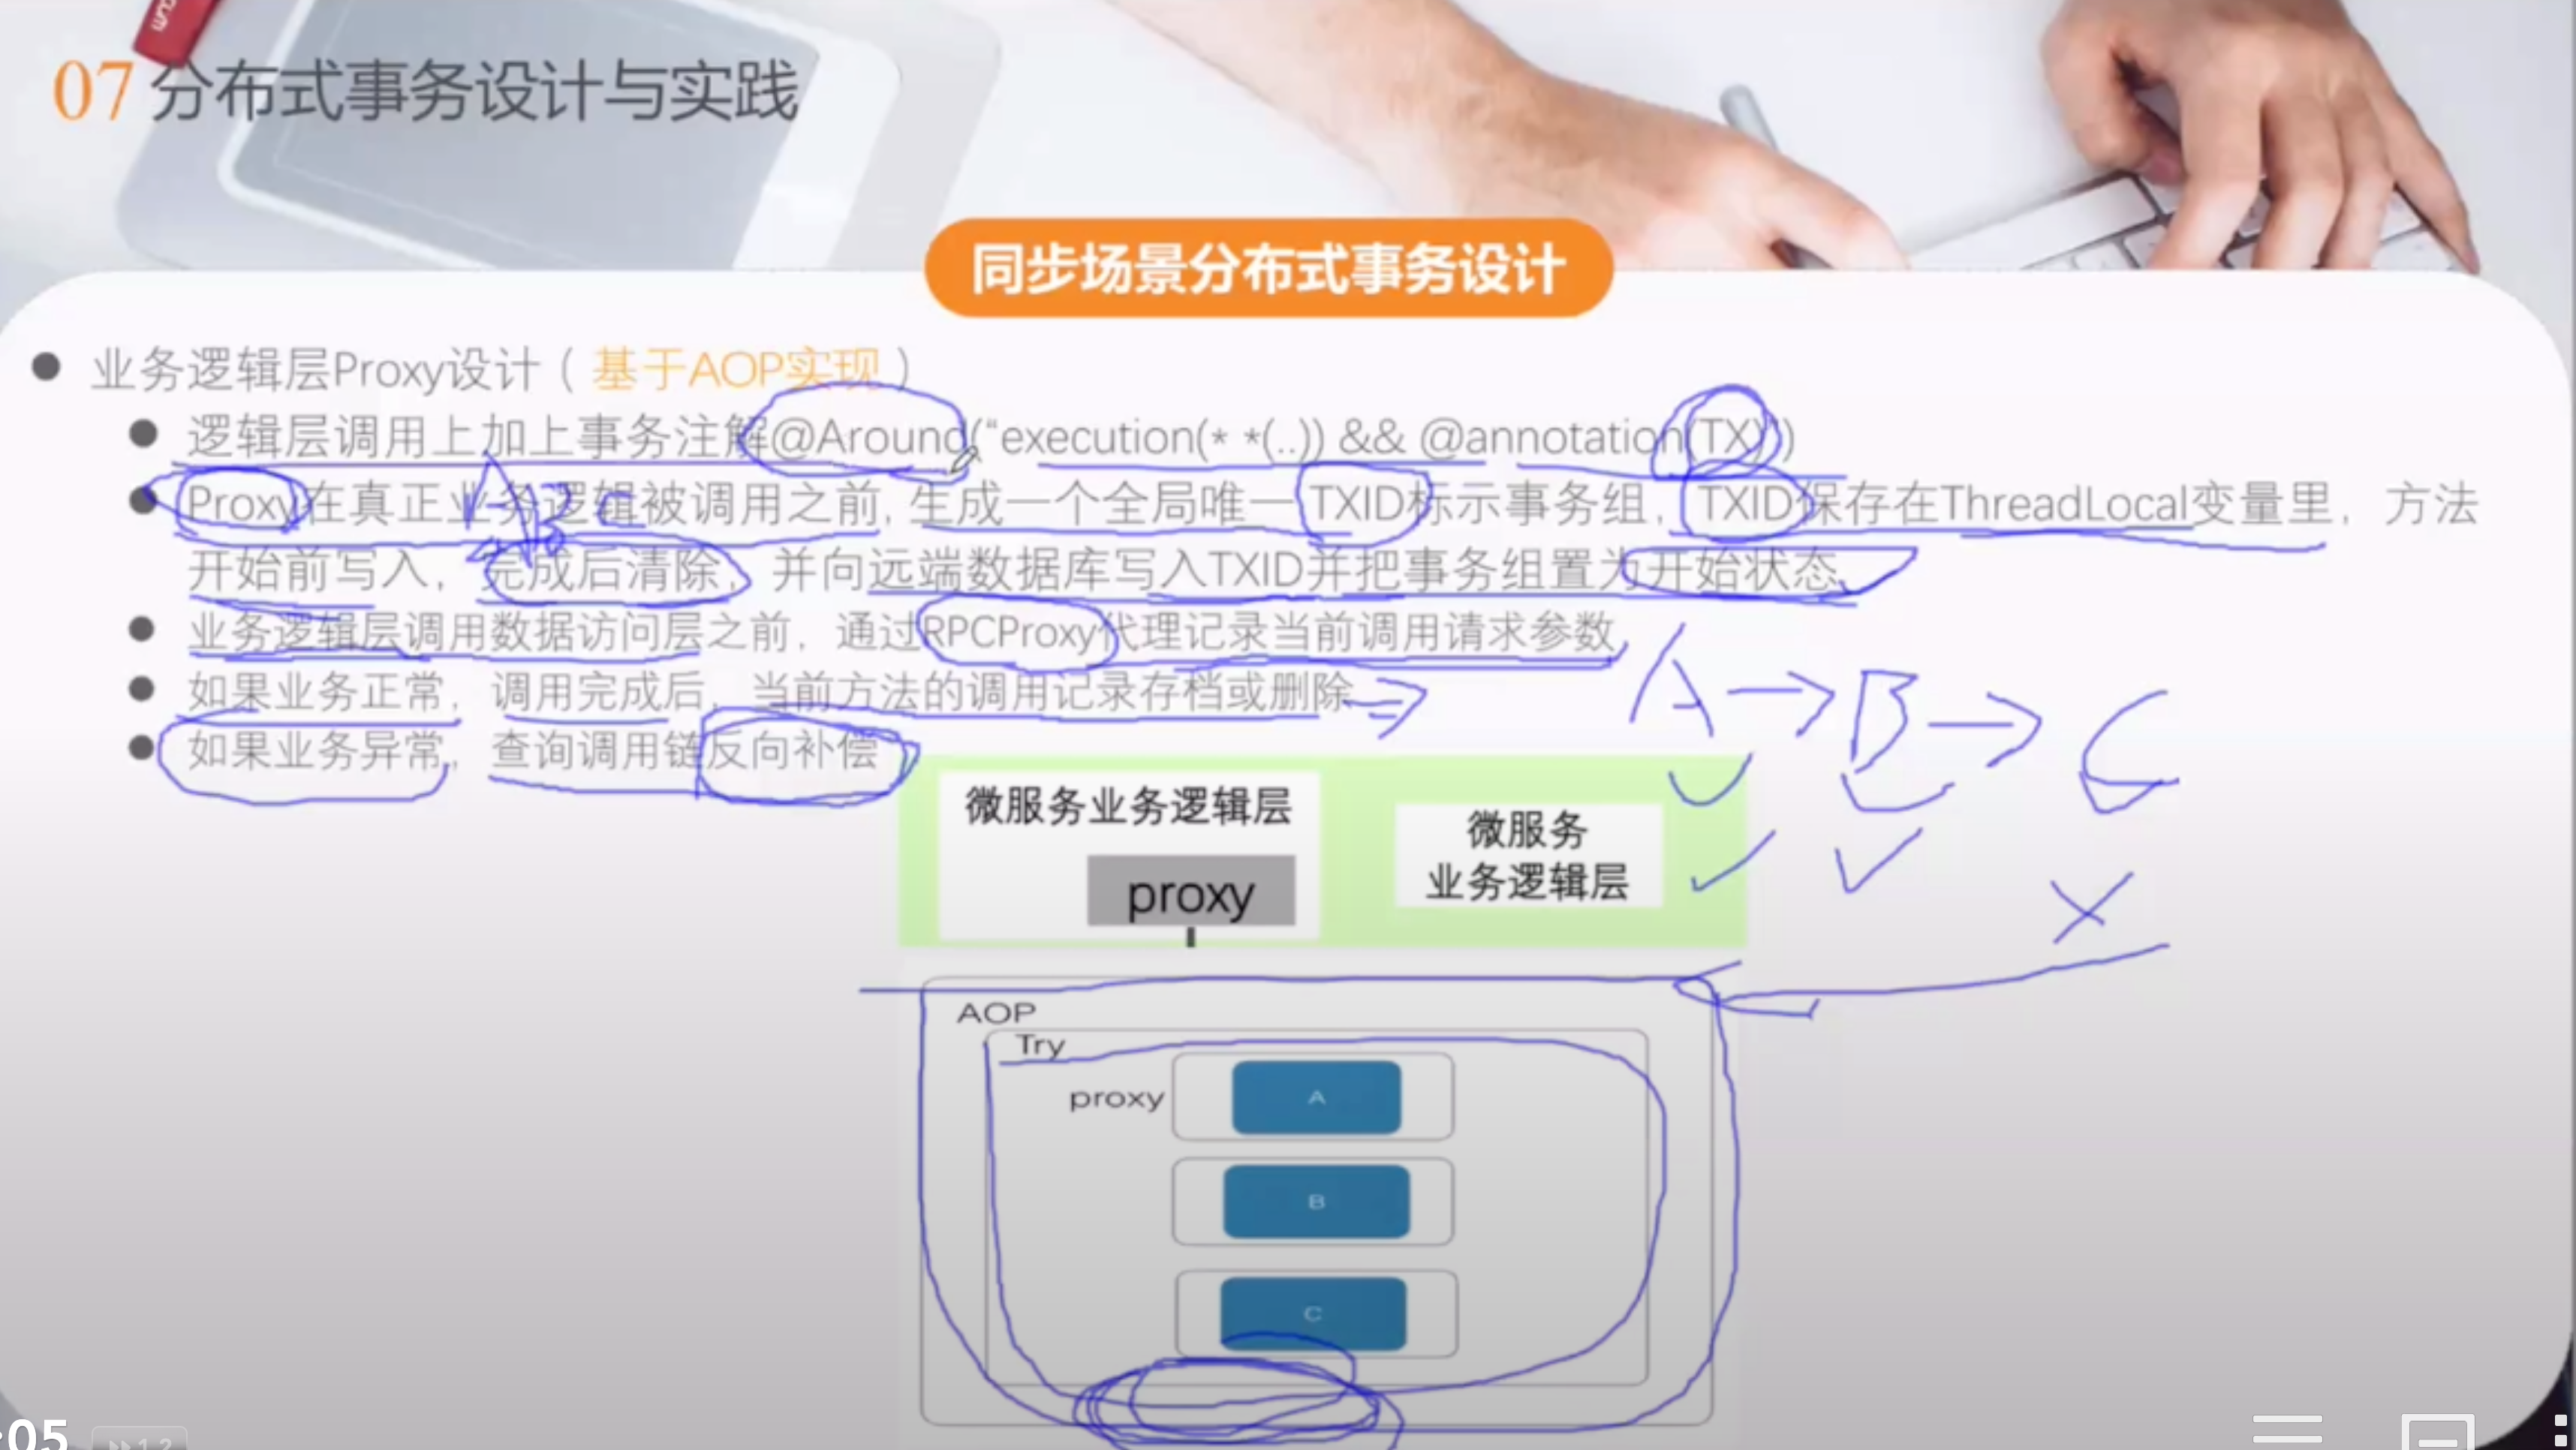 07 分布式事务设计与实践
同步场景分布式事务设计
业务逻辑层Proxy设计（基于AOP实现）
逻辑层调用上加上事务注解@Around(“execution(* *(..)) && @annotation(TX))
Proxy在真正业务逻辑被调用之前, 生成一个全局唯一TXID标示事务组，TXID保存在ThreadLocal变量里，方法
A B C
开始前写入，完成后清除，并向远端数据库写入TXID并把事务组置为开始状态
业务逻辑层调用数据访问层之前，通过RPCProxy代理记录当前调用请求参数
如果业务正常，调用完成后，当前方法的调用记录存档或删除
A → B → C
如果业务异常，查询调用链反向补偿
微服务业务逻辑层
proxy
微服务
业务逻辑层
AOP
Try
proxy
A
B
C
:05